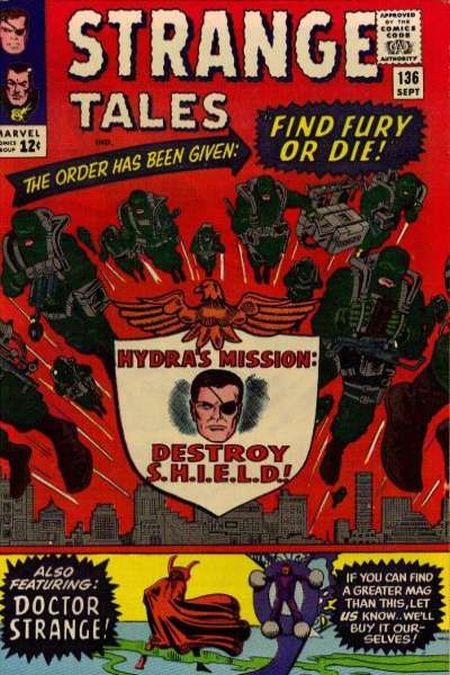 STRANGE
TALES
IND.
MARVEL
COMICS
GROUP
12¢
APPROVED
BY THE
COMICS
CODE
AUTHORITY
136
SEPT
THE ORDER HAS BEEN GIVEN:
"FIND FURY
OR DIE!"
HYDRA'S MISSION:
DESTROY
S.H.I.E.L.D.!
ALSO
FEATURING:
DOCTOR
STRANGE!
IF YOU CAN FIND
A GREATER MAG
THAN THIS, LET
US KNOW.. WE'LL
BUY IT OUR-
SELVES!